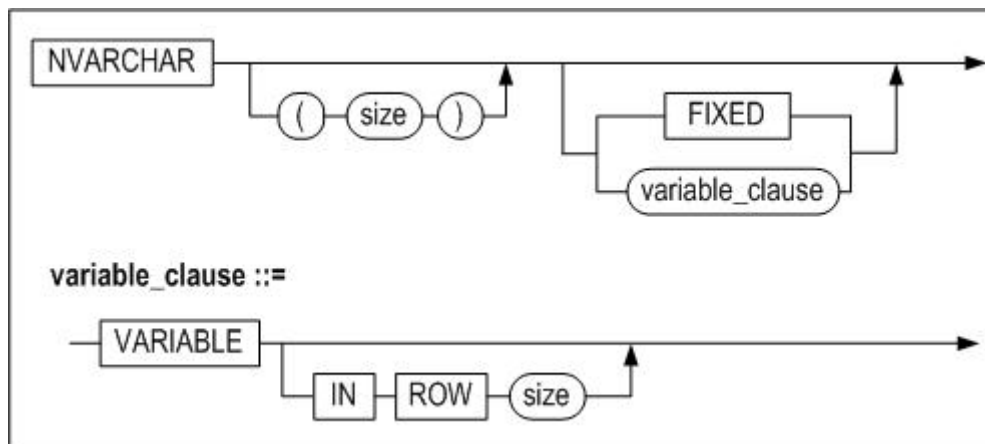 NVARCHAR
( size )
FIXED
variable_clause
variable_clause ::=
VARIABLE
IN ROW size